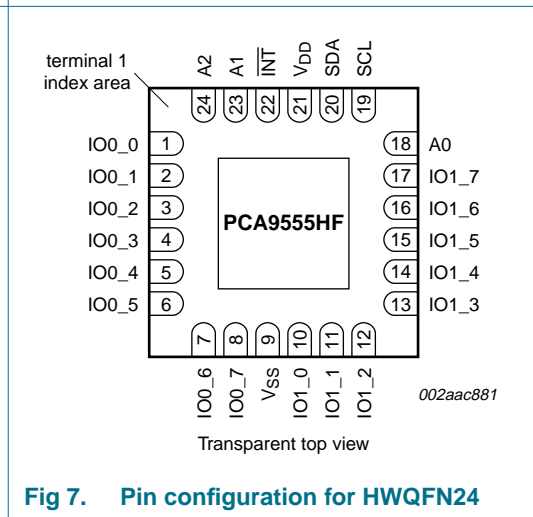 terminal 1
index area
A2
A1
INT
VDD
SDA
SCL
24
23
22
21
20
19
IO0_0 1
IO0_1 2
IO0_2 3
IO0_3 4
IO0_4 5
IO0_5 6
PCA9555HF
18 A0
17 IO1_7
16 IO1_6
15 IO1_5
14 IO1_4
13 IO1_3
7
8
9
10
11
12
IO0_6
IO0_7
VSS
IO1_0
IO1_1
IO1_2
002aac881
Transparent top view
Fig 7. Pin configuration for HWQFN24